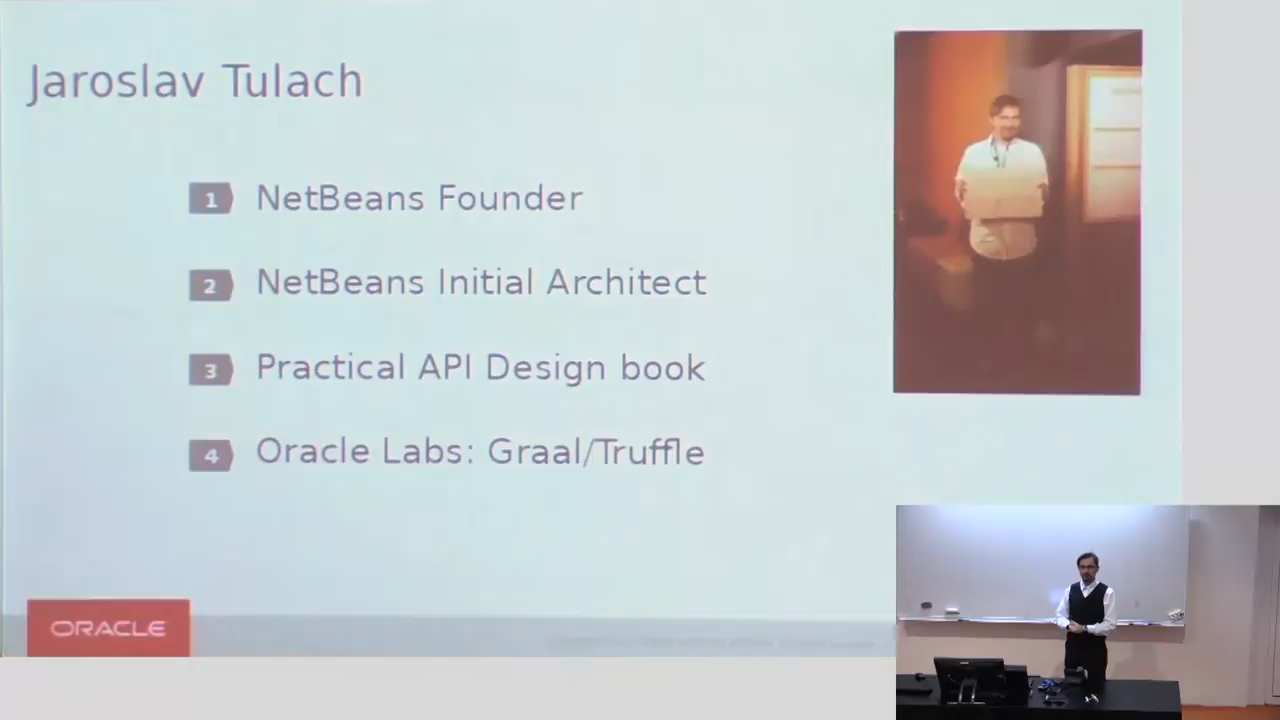 Jaroslav Tulach
1 NetBeans Founder
2 NetBeans Initial Architect
3 Practical API Design book
4 Oracle Labs: Graal/Truffle
ORACLE